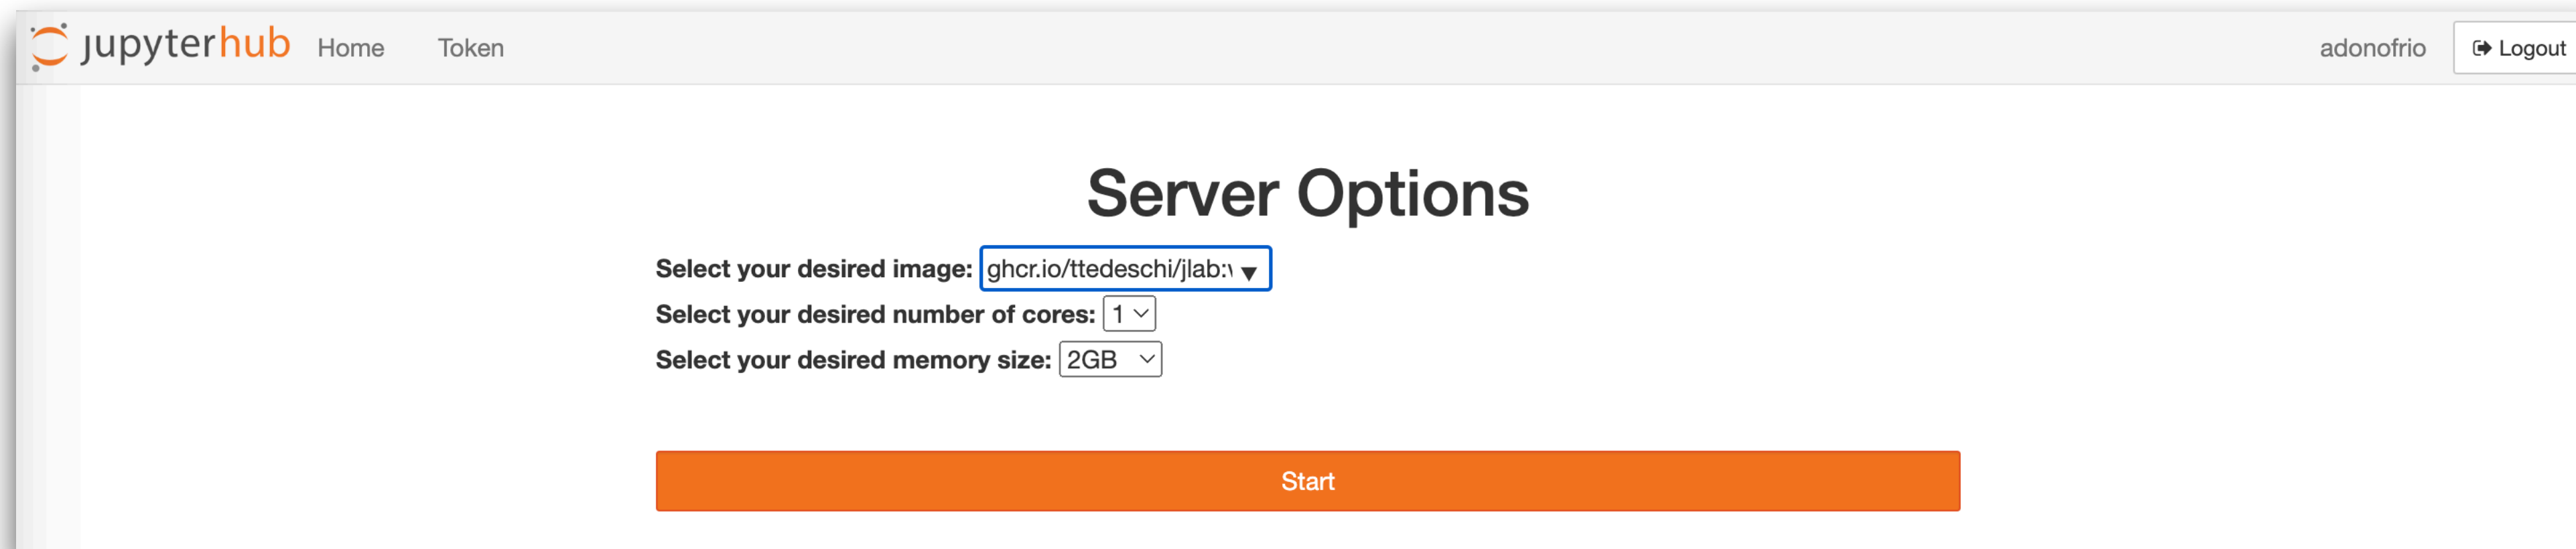 jupyterhub Home Token adonofrio Logout
Server Options
Select your desired image: ghcr.io/ttedeschi/jlab:
Select your desired number of cores: 1
Select your desired memory size: 2GB
Start